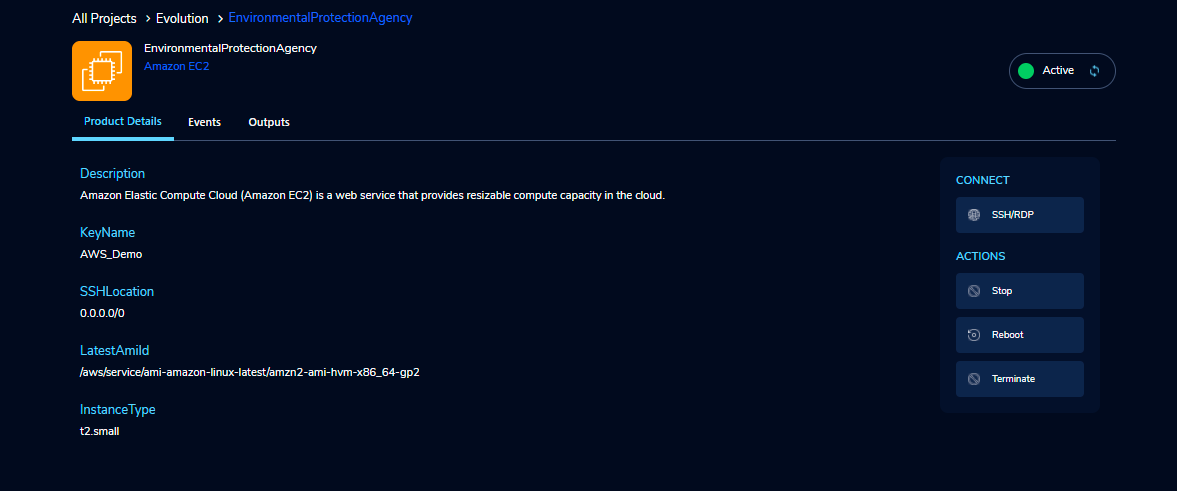 All Projects > Evolution > EnvironmentalProtectionAgency
EnvironmentalProtectionAgency
Amazon EC2
Active
Product Details Events Outputs
Description
Amazon Elastic Compute Cloud (Amazon EC2) is a web service that provides resizable compute capacity in the cloud.
KeyName
AWS_Demo
SSHLocation
0.0.0.0/0
LatestAmiId
/aws/service/ami-amazon-linux-latest/amzn2-ami-hvm-x86_64-gp2
InstanceType
t2.small
CONNECT
SSH/RDP
ACTIONS
Stop
Reboot
Terminate